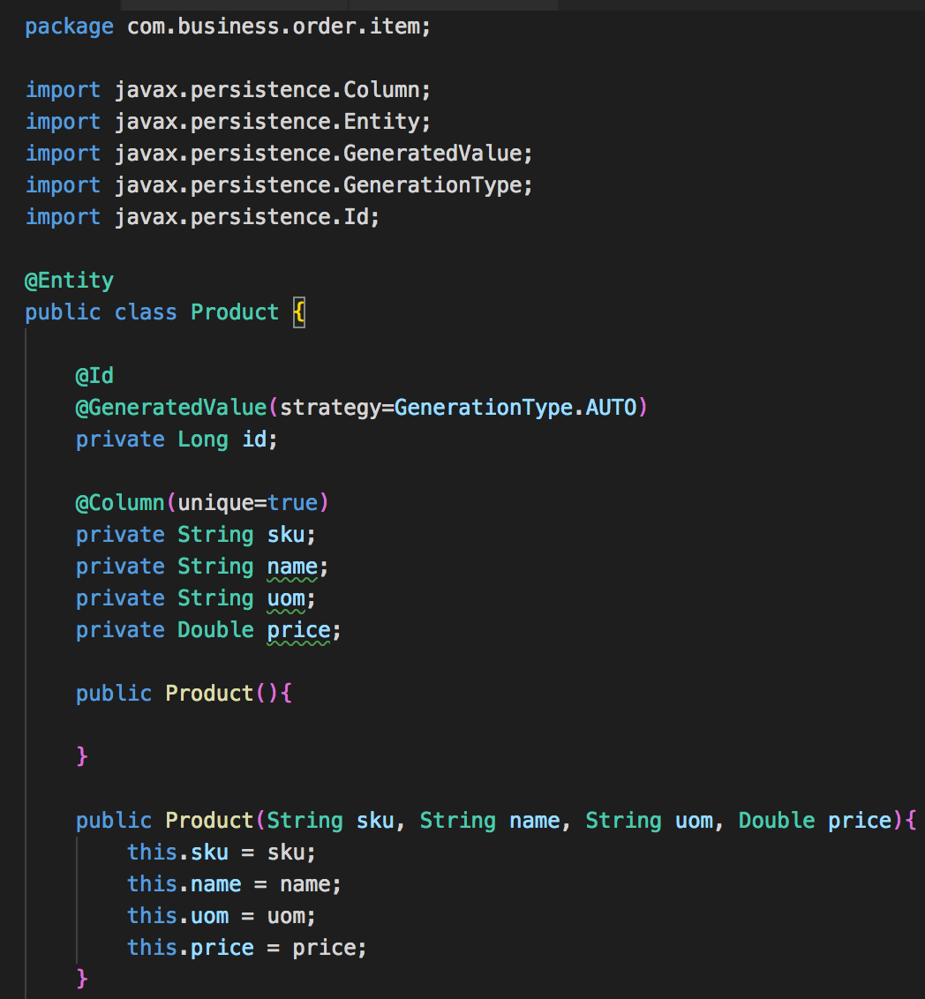 package com.business.order.item;
import javax.persistence.Column;
import javax.persistence.Entity;
import javax.persistence.GeneratedValue;
import javax.persistence.GenerationType;
import javax.persistence.Id;
@Entity
public class Product {
@Id
@GeneratedValue(strategy=GenerationType.AUTO)
private Long id;
@Column(unique=true)
private String sku;
private String name;
private String uom;
private Double price;
public Product(){
}
public Product(String sku, String name, String uom, Double price){
this.sku = sku;
this.name = name;
this.uom = uom;
this.price = price;
}